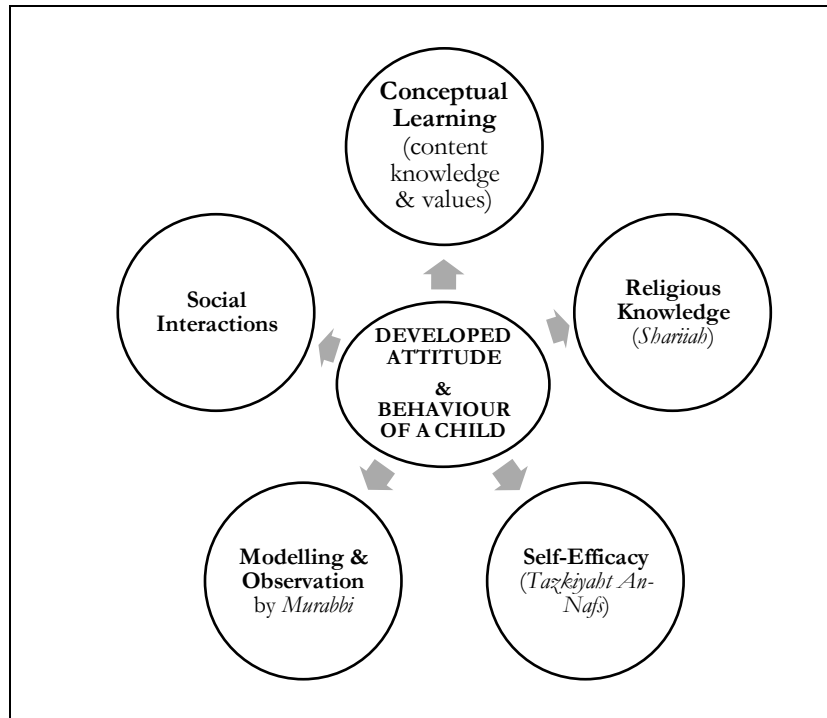 Conceptual
Learning
(content
knowledge
& values)
Social
Interactions
Religious
Knowledge
(Shariiah)
DEVELOPED
ATTITUDE
&
BEHAVIOUR
OF A CHILD
Modelling &
Observation
by Murabbi
Self-Efficacy
(Tazkiyaht An-
Nafs)